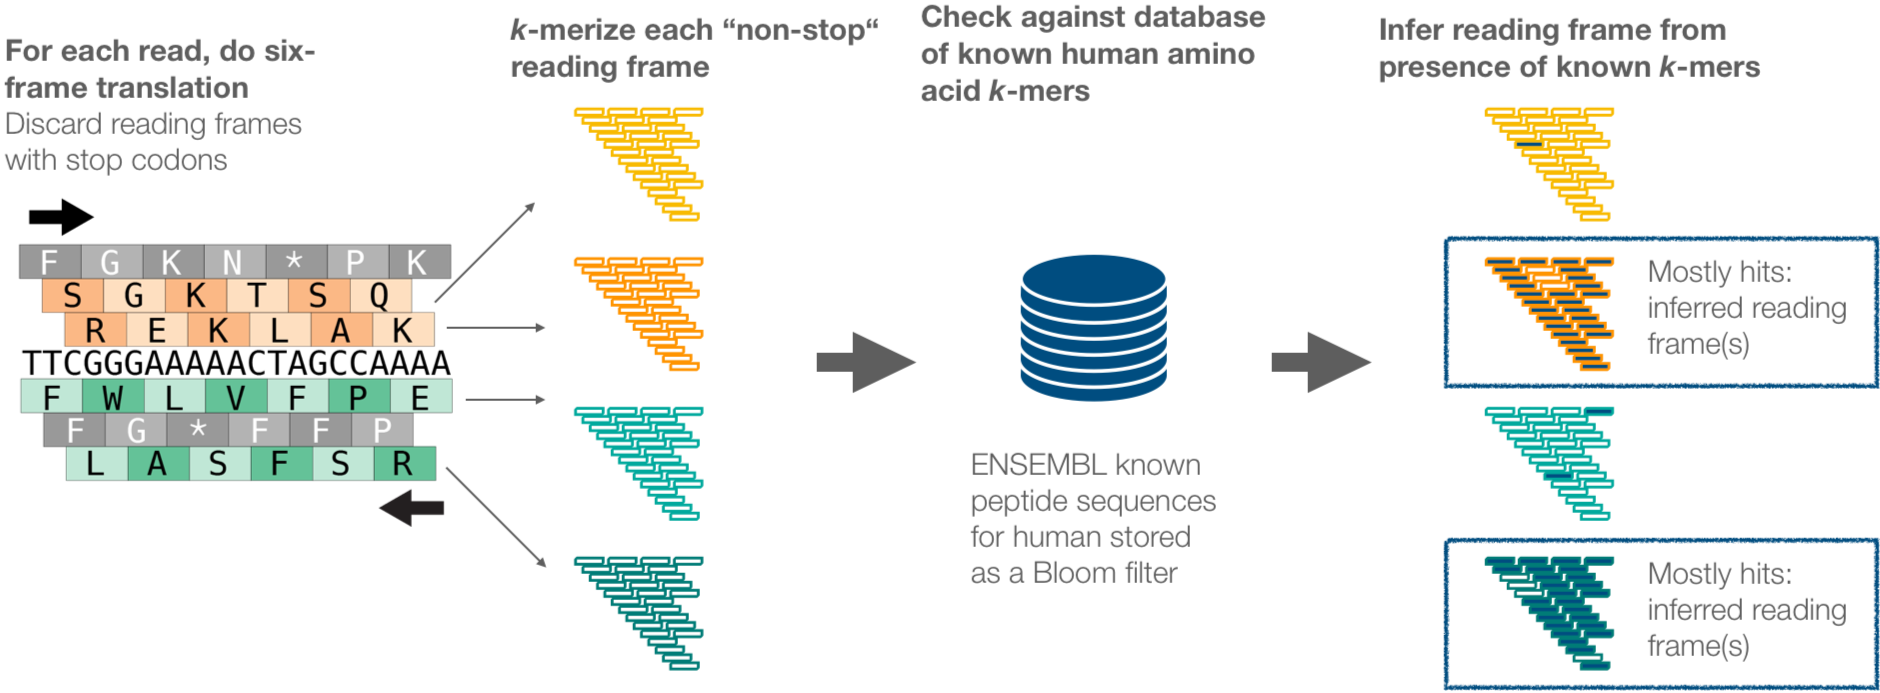 For each read, do six-
frame translation
Discard reading frames
with stop codons
F G K N * P K
S G K T S Q
R E K L A K
TTCGGGAAAAACTAGCCAAAA
F W L V F P E
F G * F F P
L A S F S R
k-merize each “non-stop“
reading frame
Check against database
of known human amino
acid k-mers
ENSEMBL known
peptide sequences
for human stored
as a Bloom filter
Infer reading frame from
presence of known k-mers
Mostly hits:
inferred reading
frame(s)
Mostly hits:
inferred reading
frame(s)